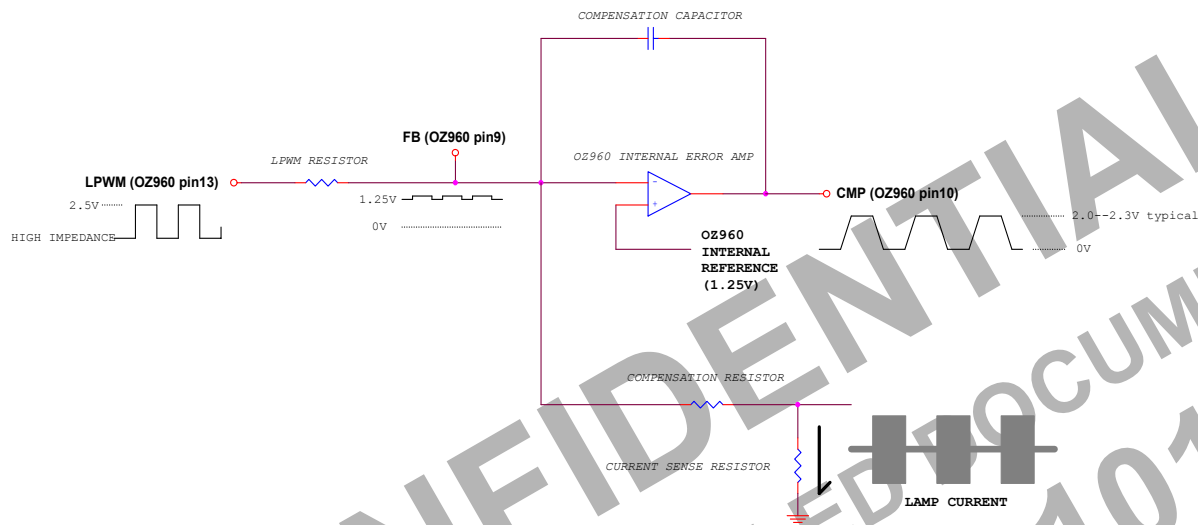 COMPENSATION CAPACITOR
FB (OZ960 pin9)
LPWM RESISTOR
OZ960 INTERNAL ERROR AMP
LPWM (OZ960 pin13)
CMP (OZ960 pin10)
2.5V
1.25V
2.0--2.3V typical
0V
HIGH IMPEDANCE
0V
OZ960
INTERNAL
REFERENCE
(1.25V)
COMPENSATION RESISTOR
CURRENT SENSE RESISTOR
LAMP CURRENT